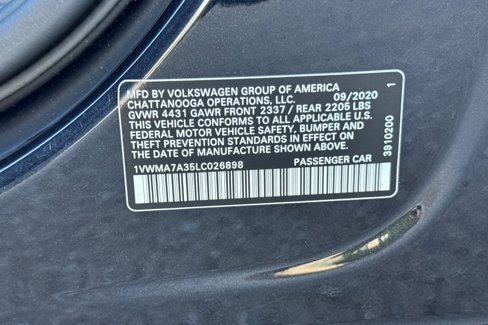 MFD BY VOLKSWAGEN GROUP OF AMERICA
CHATTANOOGA OPERATIONS, LLC. 09/2020 1
GVWR 4431 GAWR FRONT 2337 / REAR 2205 LBS
THIS VEHICLE CONFORMS TO ALL APPLICABLE U.S.
FEDERAL MOTOR VEHICLE SAFETY, BUMPER AND
THEFT PREVENTION STANDARDS IN EFFECT ON
THE DATE OF MANUFACTURE SHOWN ABOVE
1VWMA7A35LC026898 PASSENGER CAR
3910200